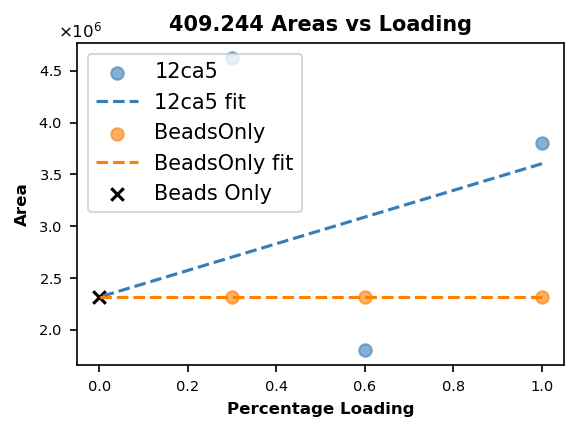 409.244 Areas vs Loading
×10⁶
4.5
4.0
3.5
3.0
2.5
2.0
Area
12ca5
12ca5 fit
BeadsOnly
BeadsOnly fit
Beads Only
0.0 0.2 0.4 0.6 0.8 1.0
Percentage Loading